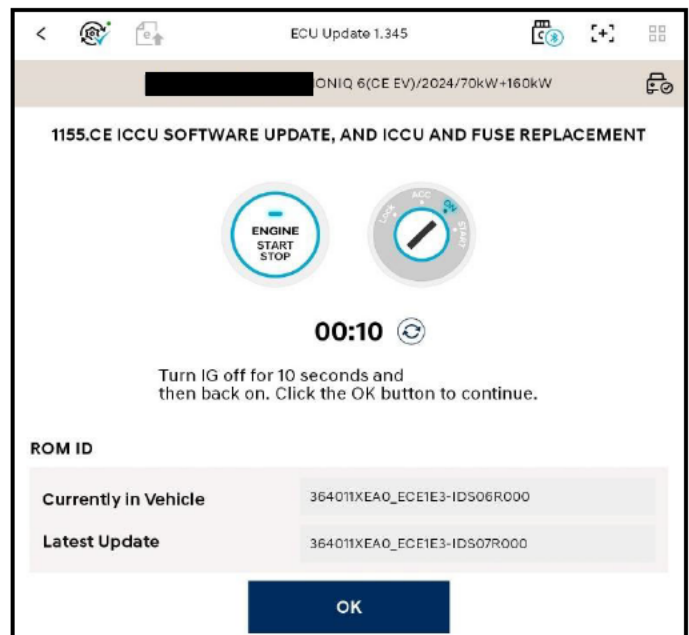 ECU Update 1.345
IONIQ 6(CE EV)/2024/70kW+160kW
1155.CE ICCU SOFTWARE UPDATE, AND ICCU AND FUSE REPLACEMENT
ENGINE
START
STOP
LOCK
ACC
ON
START
00:10
Turn IG off for 10 seconds and
then back on. Click the OK button to continue.
ROM ID
Currently in Vehicle 364011XEA0_ECE1E3-IDS06R000
Latest Update 364011XEA0_ECE1E3-IDS07R000
OK